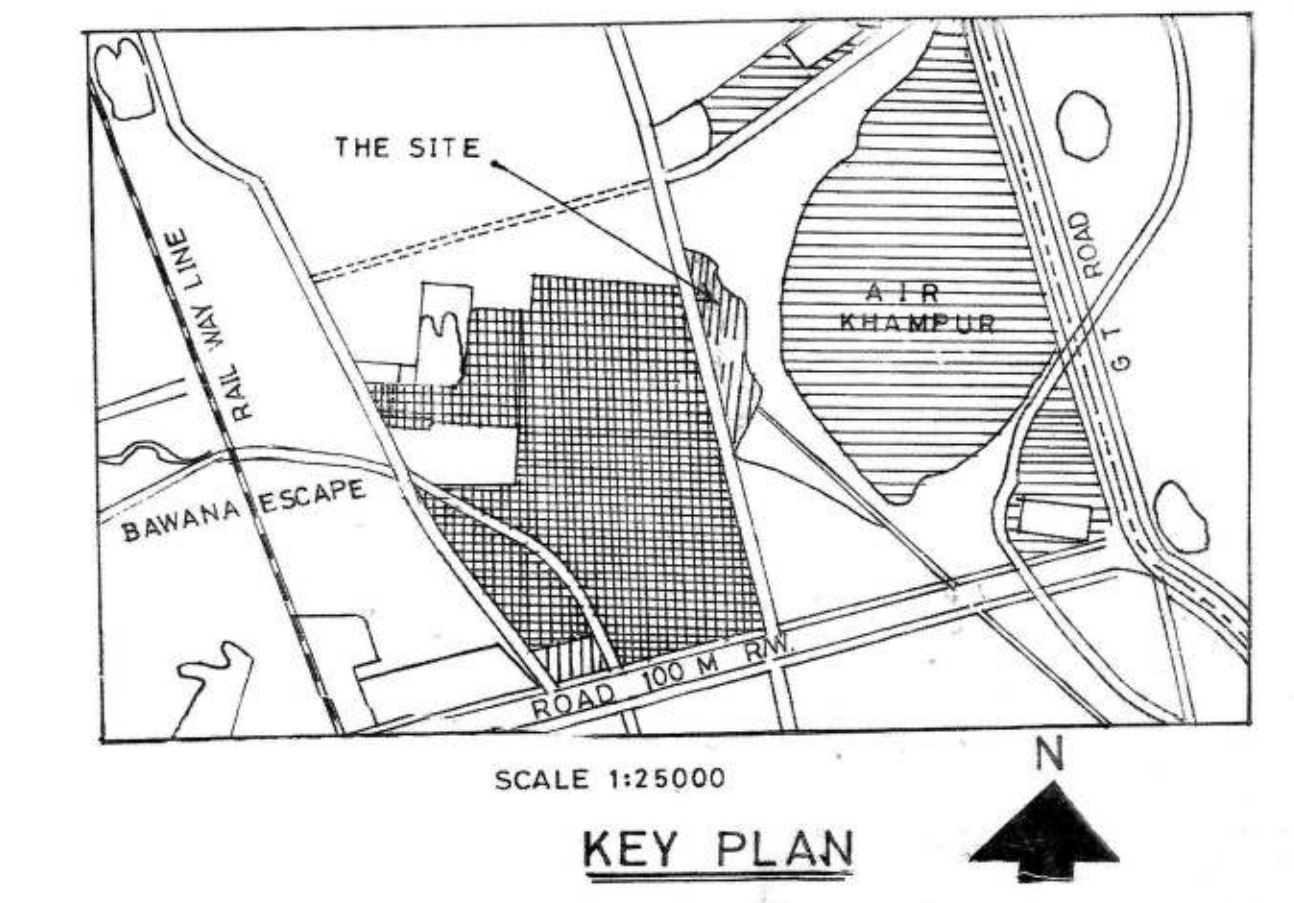 THE SITE
RAIL WAY LINE
ROAD
G T
AIR
KHAMPUR
BAWANA ESCAPE
ROAD 100 M R/W.
SCALE 1:25000
N
KEY PLAN